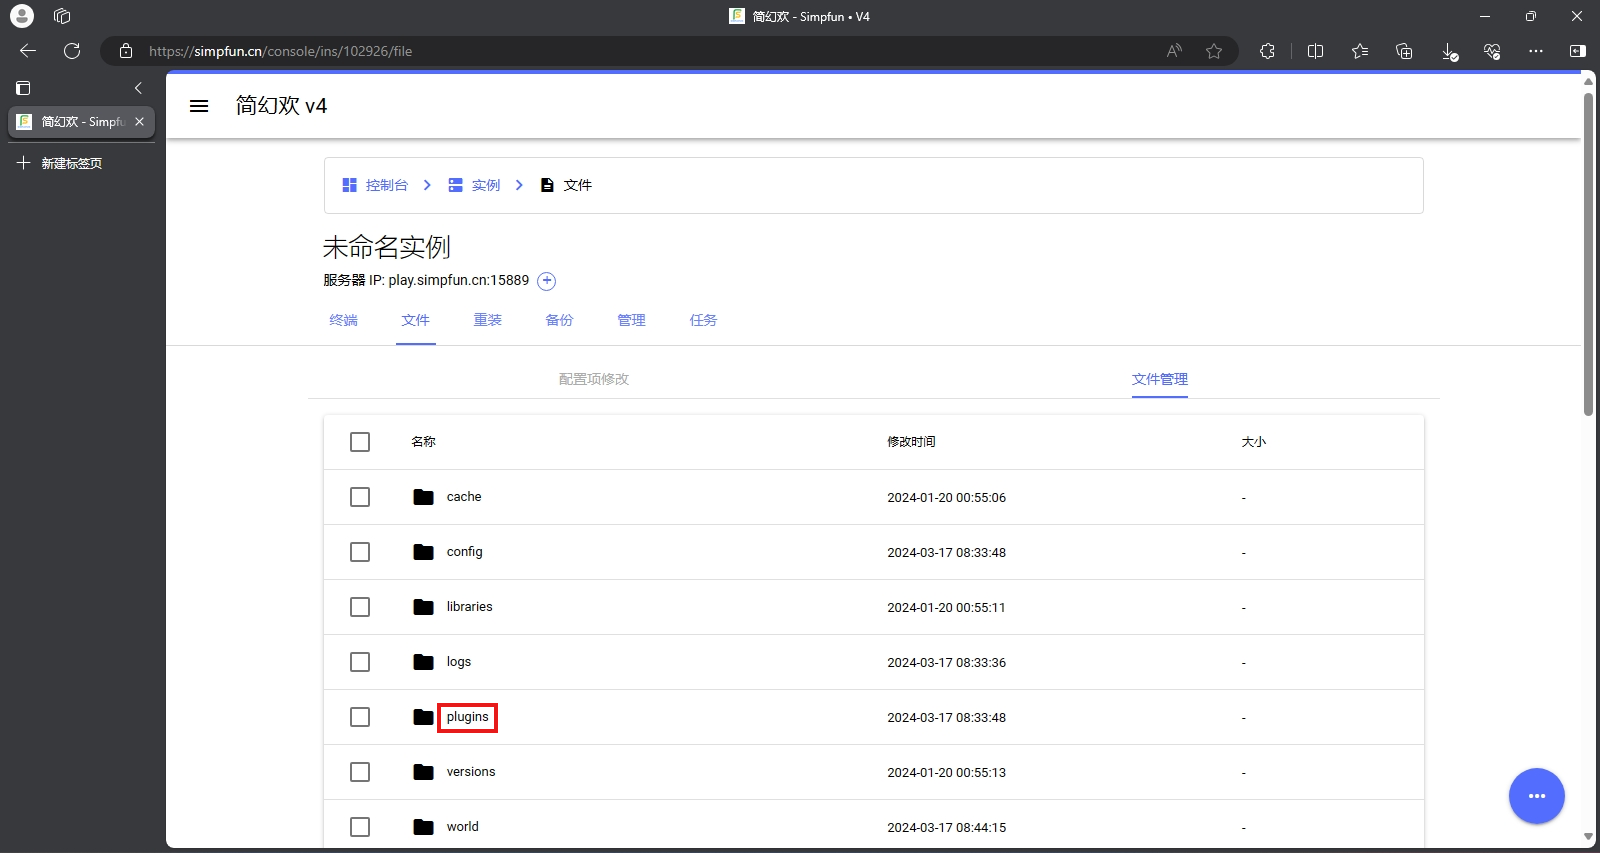 简幻欢 - Simpfun • V4
https://simpfun.cn/console/ins/102926/file
简幻欢 - Simpfu
新建标签页
简幻欢 v4
控制台 实例 文件
未命名实例
服务器 IP: play.simpfun.cn:15889
终端 文件 重装 备份 管理 任务
配置项修改 文件管理
名称 修改时间 大小
cache 2024-01-20 00:55:06 -
config 2024-03-17 08:33:48 -
libraries 2024-01-20 00:55:11 -
logs 2024-03-17 08:33:36 -
plugins 2024-03-17 08:33:48 -
versions 2024-01-20 00:55:13 -
world 2024-03-17 08:44:15 -